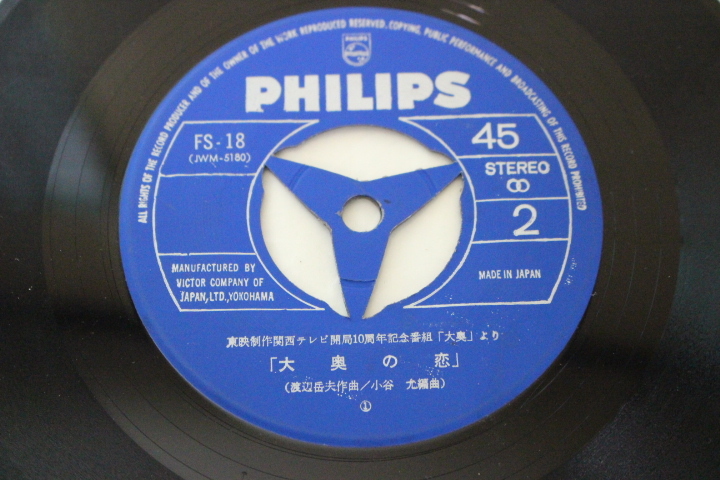 ALL RIGHTS OF THE RECORD PRODUCER AND OF THE OWNER OF THE WORK REPRODUCED RESERVED. COPYING, PUBLIC PERFORMANCE AND BROADCASTING OF THIS RECORD PROHIBITED
PHILIPS
PHILIPS
FS-18
(JWM-5180)
45
STEREO
2
MANUFACTURED BY
VICTOR COMPANY OF
JAPAN, LTD., YOKOHAMA
MADE IN JAPAN
東映制作関西テレビ開局10周年記念番組「大奥」より
「大奥の恋」
(渡辺岳夫作曲/小谷 充編曲)
①